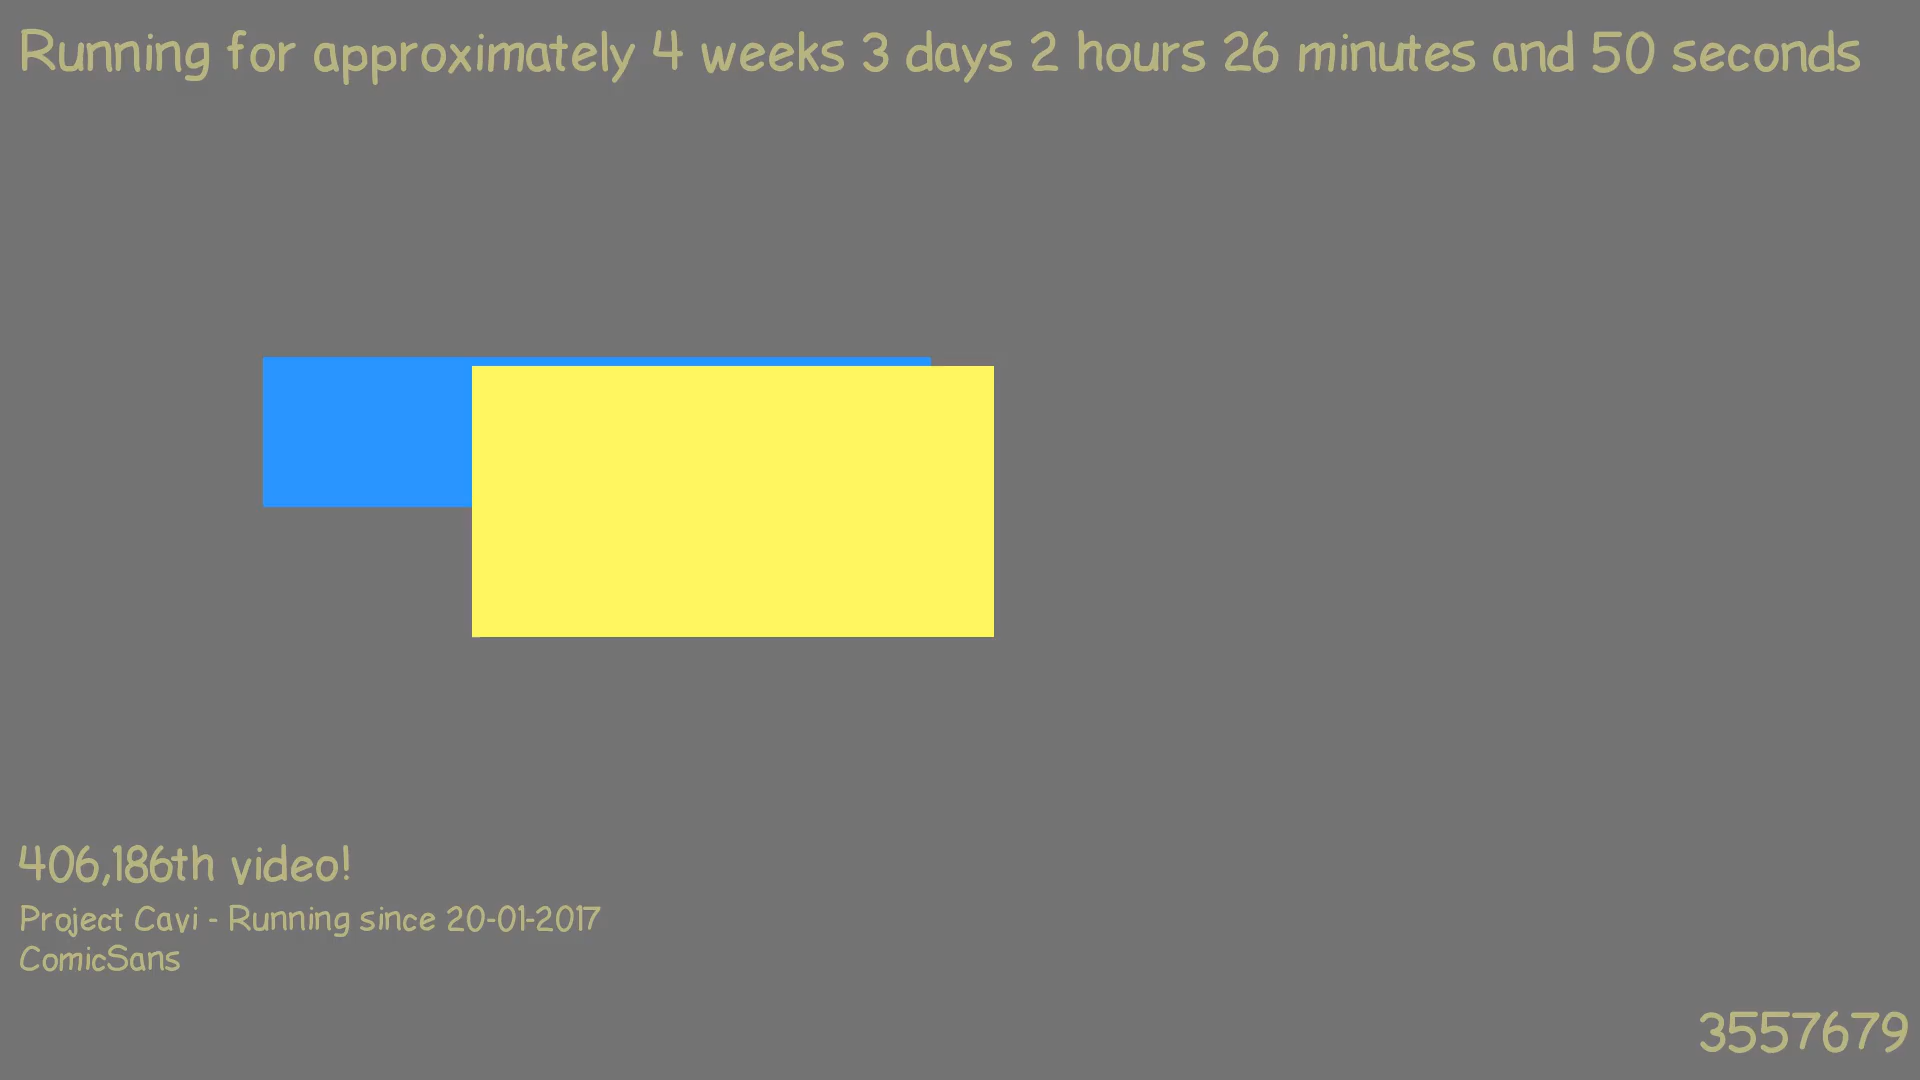 Running for approximately 4 weeks 3 days 2 hours 26 minutes and 50 seconds
406,186th video!
Project Cavi - Running since 20-01-2017
ComicSans
3557679